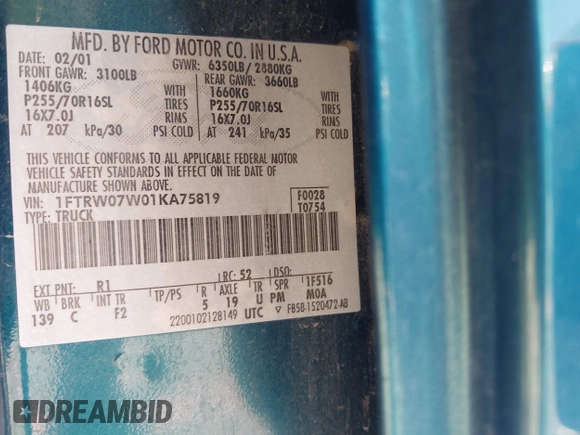 MFD. BY FORD MOTOR CO. IN U.S.A.
DATE: 02/01 GVWR: 6350LB/ 2880KG
FRONT GAWR: 3100LB REAR GAWR: 3660LB
1406KG 1660KG
P255/70R16SL TIRES P255/70R16SL TIRES
16X7.0J RIMS 16X7.0J RIMS
AT 207 kPa/30 PSI COLD AT 241 kPa/35 PSI COLD
THIS VEHICLE CONFORMS TO ALL APPLICABLE FEDERAL MOTOR
VEHICLE SAFETY STANDARDS IN EFFECT ON THE DATE OF
MANUFACTURE SHOWN ABOVE.
VIN: 1FTRW07W01KA75819 F0028
TYPE: TRUCK T0754
EXT PNT: R1 RC: 52 DSO:
WB BRK INT TR TP/PS R AXLE TR SPR 1F516
139 C F2 5 19 U PM MOA
2200102128149 UTC ▽ F85B-1520472-AB
DREAMBID